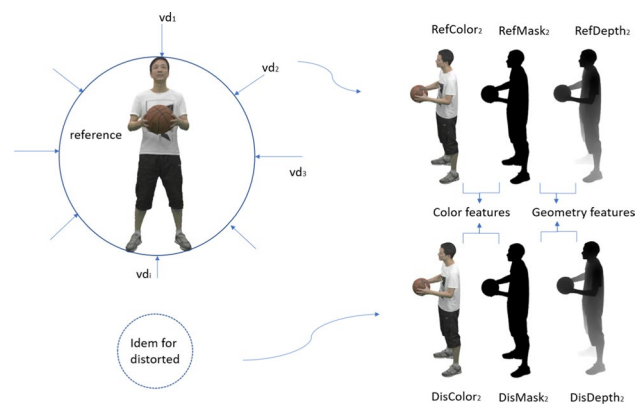 vd1
vd2
reference
vd3
vdi
Idem for
distorted
RefColor2 RefMask2 RefDepth2
Color features Geometry features
DisColor2 DisMask2 DisDepth2